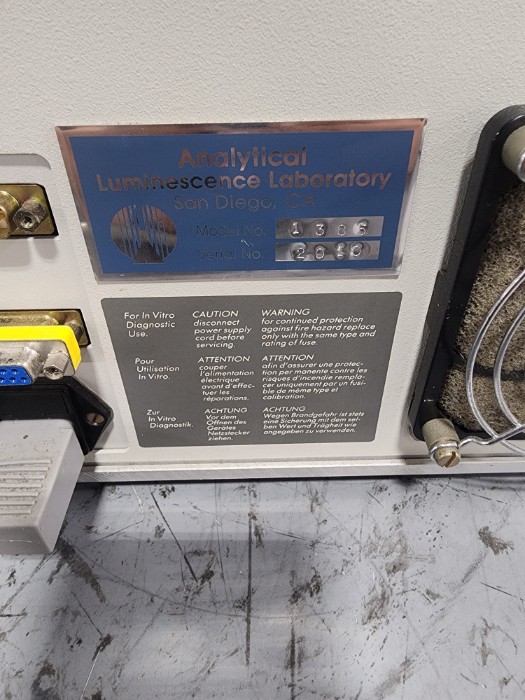 Analytical
Luminescence Laboratory
San Diego, CA
Model No.
Serial No.
For In Vitro
Diagnostic
Use.
CAUTION
disconnect
power supply
cord before
servicing.
WARNING
for continued protection
against fire hazard replace
only with the same type and
rating of fuse.
Pour
Utilisation
In Vitro.
ATTENTION
couper
l'alimentation
électrique
avant d'effec-
tuer les
réparations.
ATTENTION
afin d'assurer une protec-
tion permanente contre les
risques d'incendie rempla-
cer uniquement par un fusi-
ble de même type et
calibration.
Zur
In Vitro
Diagnostik.
ACHTUNG
Vor dem
Öffnen des
Gerätes
Netzstecker
ziehen.
ACHTUNG
Wegen Brandgefahr ist stets
eine Sicherung mit dem sel-
ben Wert und Trägheit wie
angegeben zu verwenden.